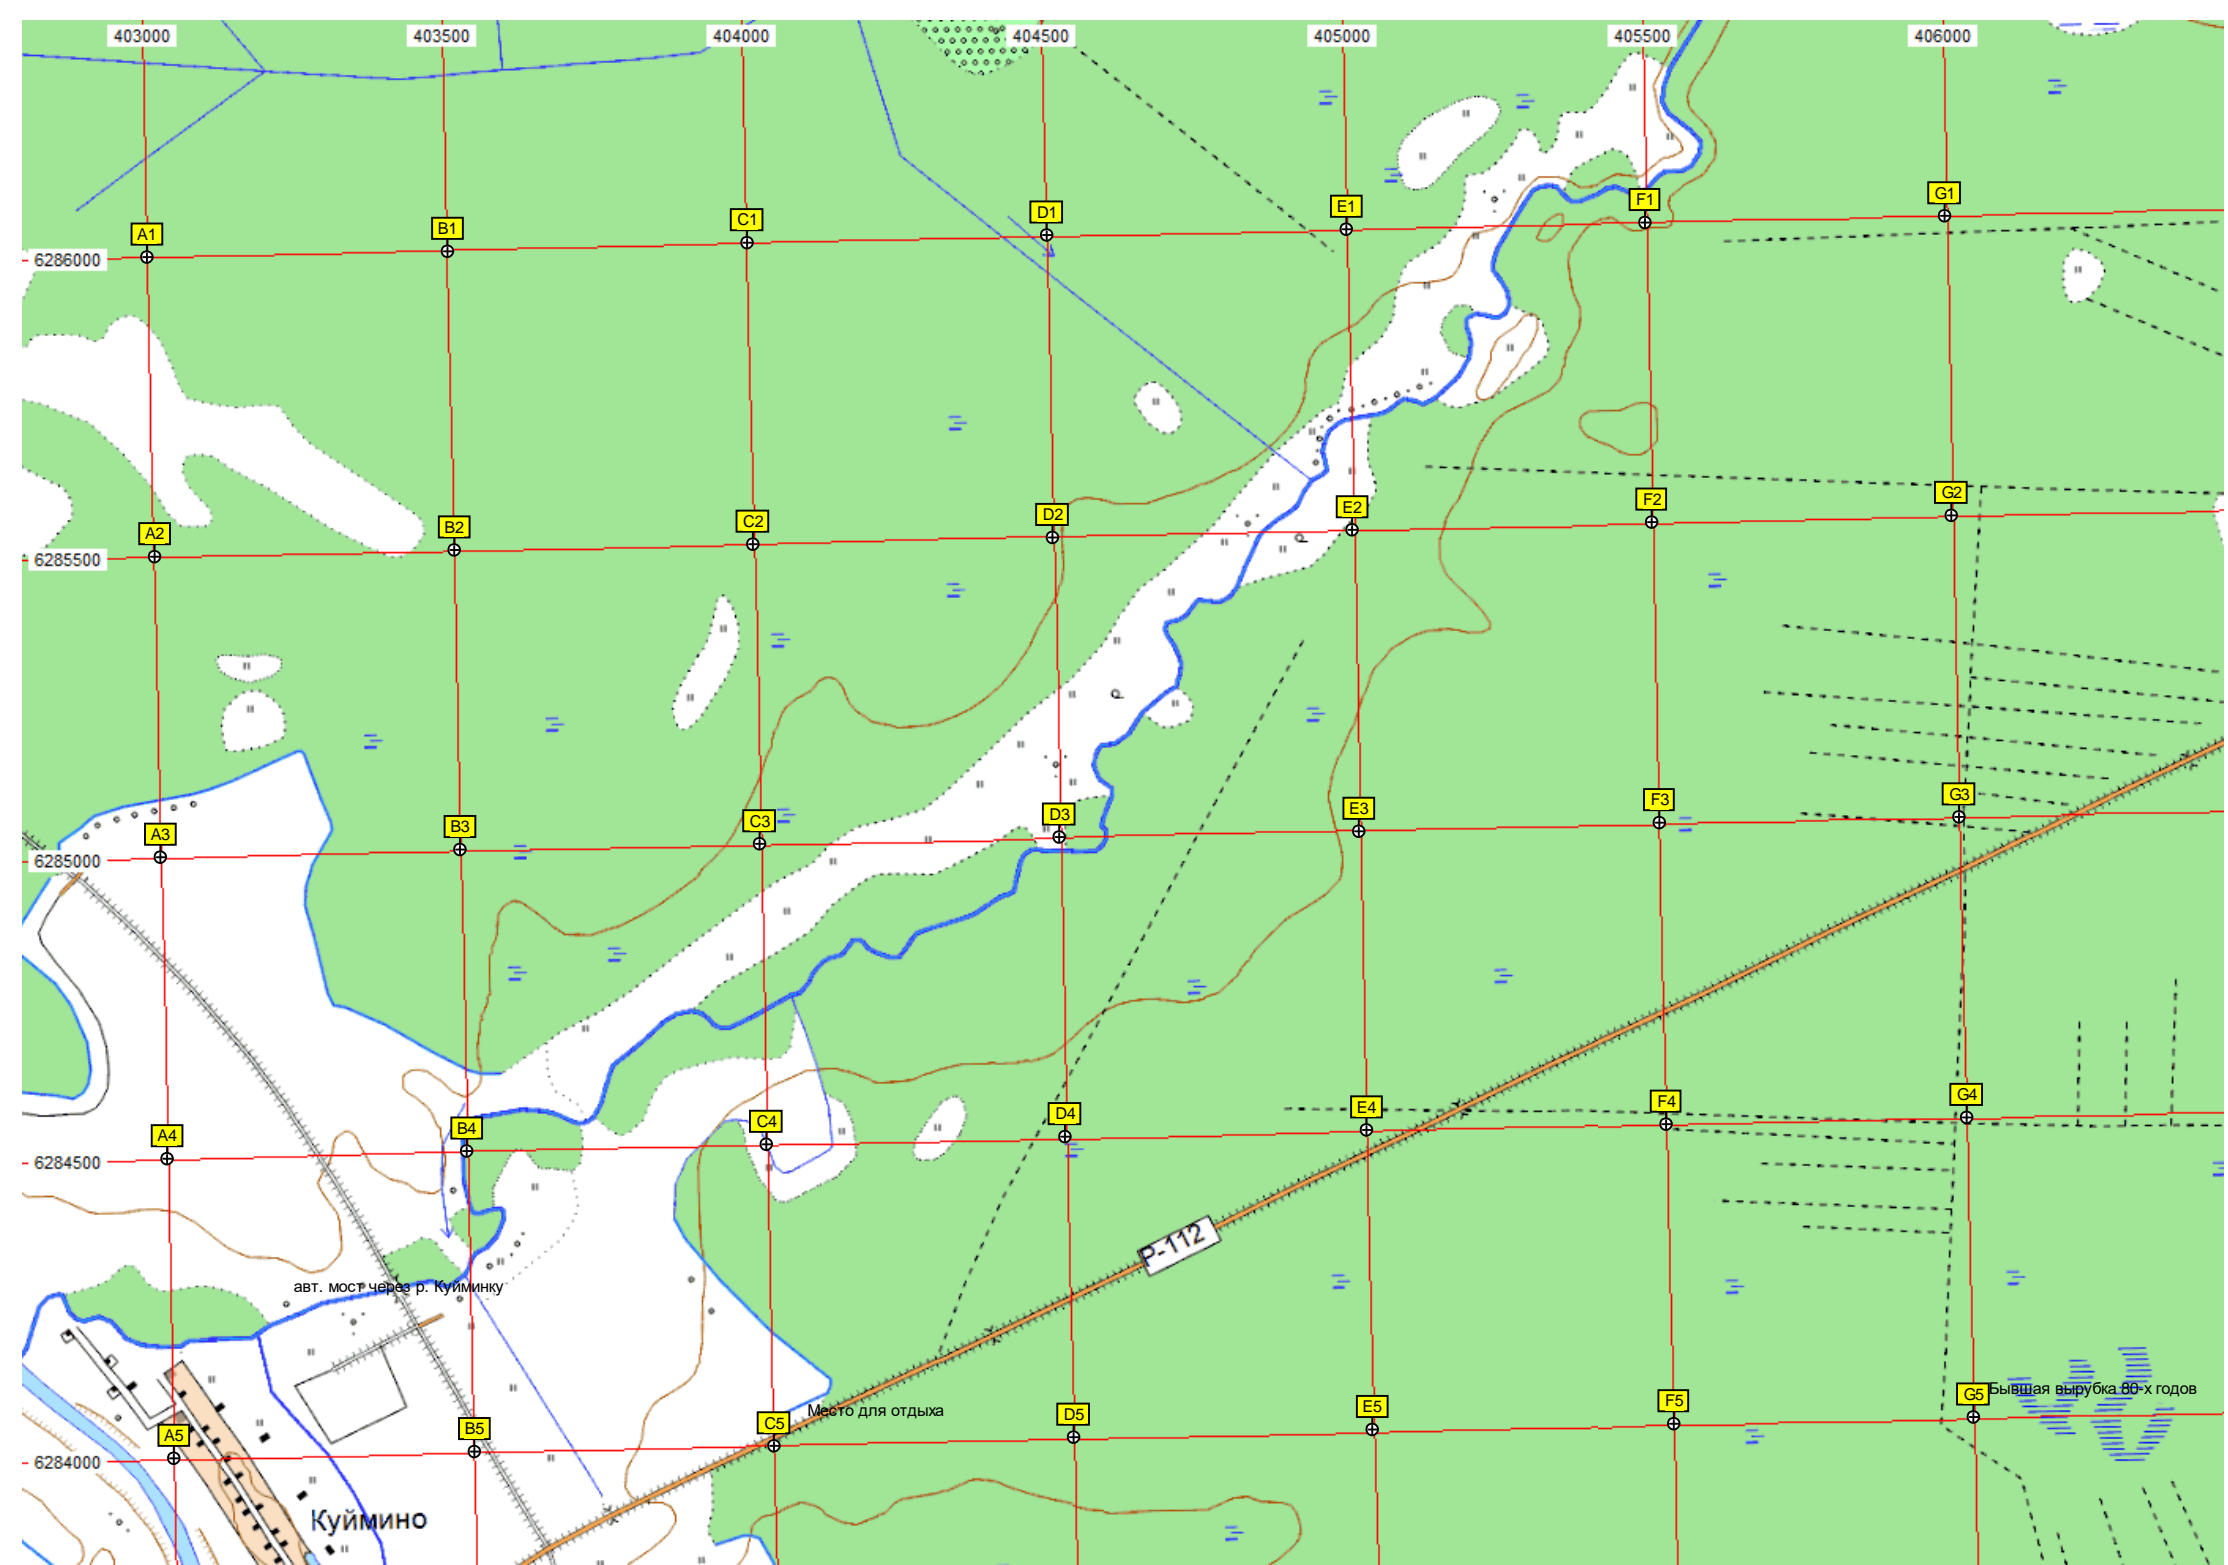 403000 403500 404000 404500 405000 405500 406000
A1 B1 C1 D1 E1 F1 G1
6286000
A2 B2 C2 D2 E2 F2 G2
6285500
A3 B3 C3 D3 E3 F3 G3
6285000
A4 B4 C4 D4 E4 F4 G4
6284500
P-112
авт. мост через р. Куйминку
Бывшая вырубка 80-х годов
Место для отдыха
A5 B5 C5 D5 E5 F5 G5
6284000
Куймино